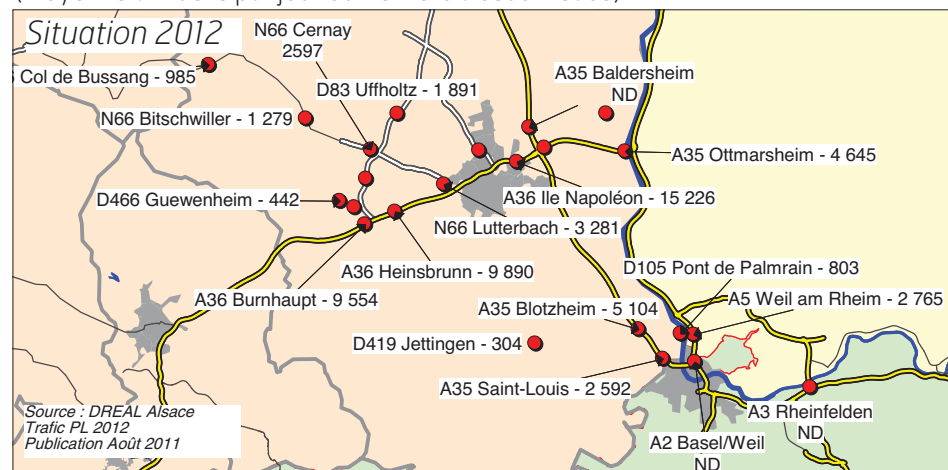 Situation 2012
N66 Cernay
2597
Col de Bussang - 985
D83 Uffholtz - 1 891
A35 Baldersheim
ND
N66 Bitschwiller - 1 279
A35 Ottmarsheim - 4 645
D466 Guewenheim - 442
A36 Ile Napoléon - 15 226
N66 Lutterbach - 3 281
A36 Heinsbrunn - 9 890
D105 Pont de Palmrain - 803
A36 Burnhaupt - 9 554
A35 Blotzheim - 5 104
A5 Weil am Rheim - 2 765
D419 Jettingen - 304
A35 Saint-Louis - 2 592
A3 Rheinfelden
ND
A2 Basel/Weil
ND
Source : DREAL Alsace
Trafic PL 2012
Publication Août 2011